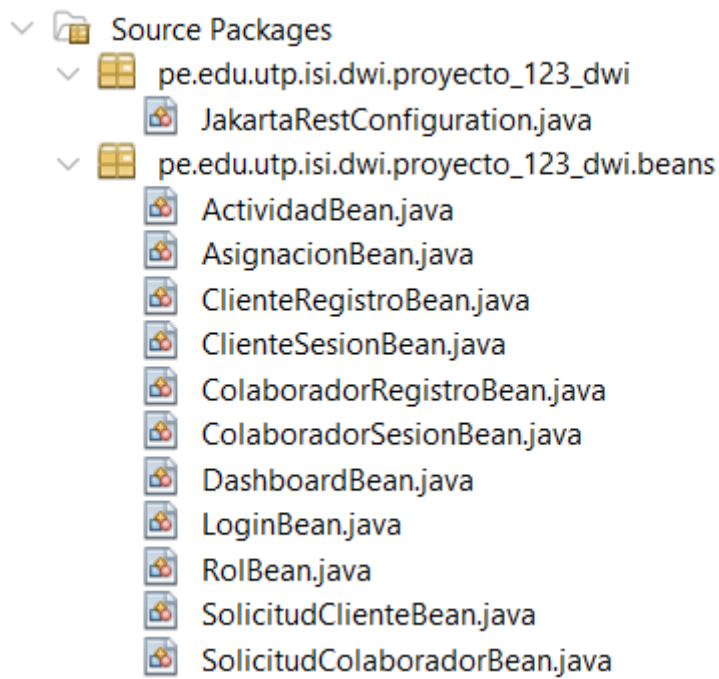 Source Packages
pe.edu.utp.isi.dwi.proyecto_123_dwi
JakartaRestConfiguration.java
pe.edu.utp.isi.dwi.proyecto_123_dwi.beans
ActividadBean.java
AsignacionBean.java
ClienteRegistroBean.java
ClienteSesionBean.java
ColaboradorRegistroBean.java
ColaboradorSesionBean.java
DashboardBean.java
LoginBean.java
RolBean.java
SolicitudClienteBean.java
SolicitudColaboradorBean.java